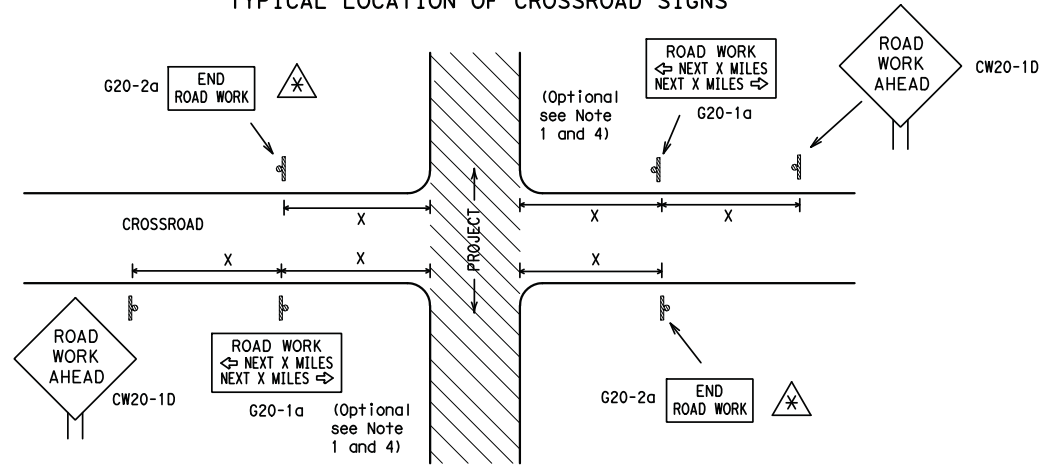 TYPICAL LOCATION OF CROSSROAD SIGNS
G20-2a
END
ROAD WORK
*
(Optional
see Note
1 and 4)
ROAD WORK
⇦ NEXT X MILES
NEXT X MILES ⇨
G20-1a
ROAD
WORK
AHEAD
CW20-1D
X
X
X
CROSSROAD
PROJECT
X
X
X
ROAD
WORK
AHEAD
CW20-1D
ROAD WORK
⇦ NEXT X MILES
NEXT X MILES ⇨
G20-1a
(Optional
see Note
1 and 4)
G20-2a
END
ROAD WORK
*